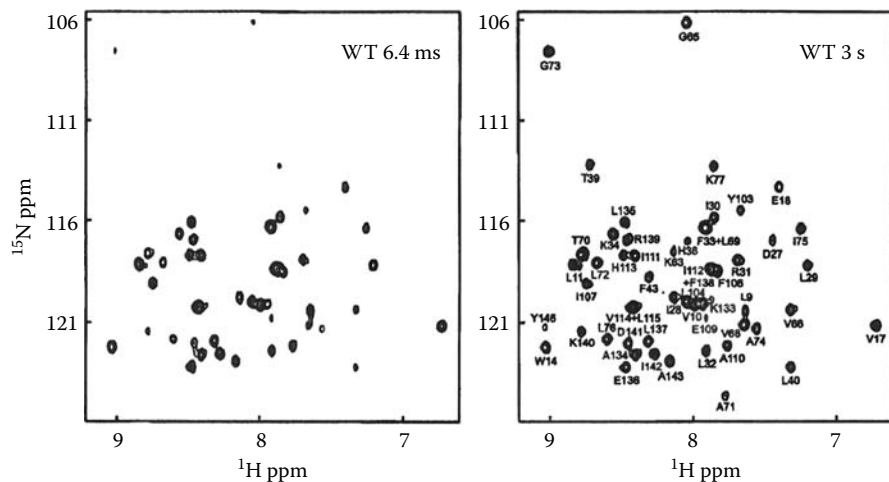 WT 6.4 ms
106
111
116
121
¹⁵N ppm
9 8 7
¹H ppm
WT 3 s
106
111
116
121
G65
G73
T39
K77
L135
I30
Y103
E18
K34
R139
F33+L69
I75
T70
H36
D27
H113
I111
K63
L72
I112
R31
L11
F138
F106
L29
I107
F43
L104
L9
I28
V10
K133
Y146
V114+L115
E109
V66
L76
D141
L137
V68
A74
V17
K140
W14
A134
I142
A143
L32
A110
E136
L40
A71
9 8 7
¹H ppm